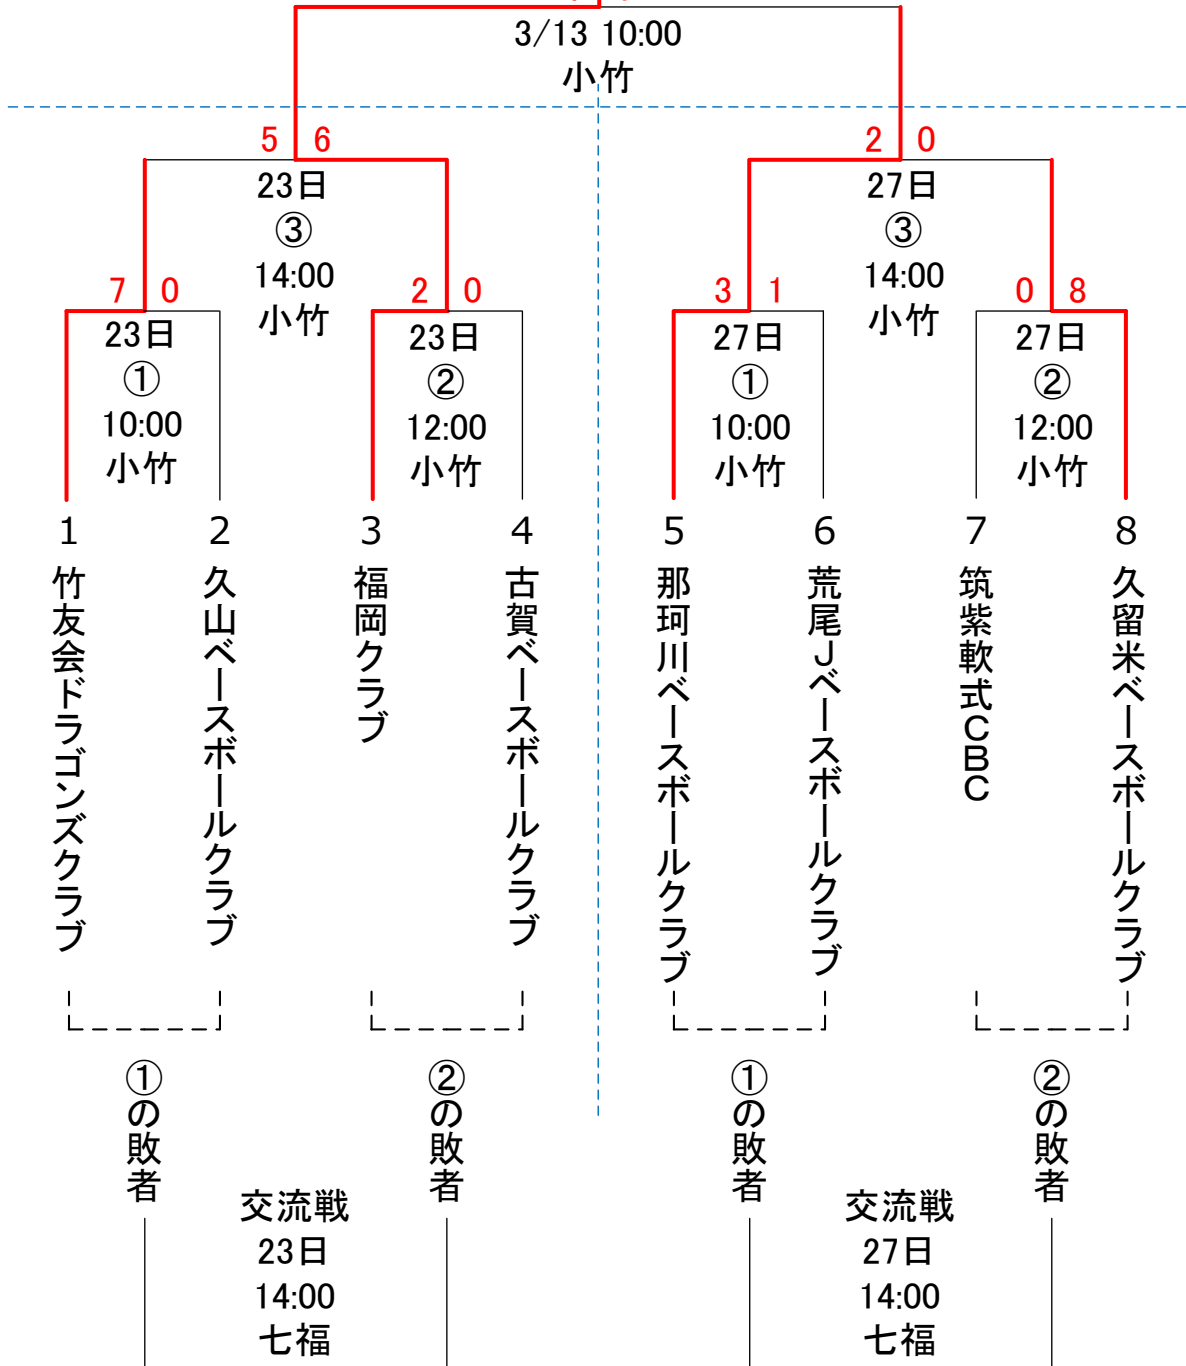 3/13 10:00
小竹
5 6
2 0
23日
③
14:00
小竹
27日
③
14:00
小竹
7 0
2 0
3 1
0 8
23日
①
10:00
小竹
23日
②
12:00
小竹
27日
①
10:00
小竹
27日
②
12:00
小竹
1
2
3
4
5
6
7
8
竹友会ドラゴンズクラブ
久山ベースボールクラブ
福岡クラブ
古賀ベースボールクラブ
那珂川ベースボールクラブ
荒尾Jベースボールクラブ
筑紫軟式CBC
久留米ベースボールクラブ
①の敗者
②の敗者
①の敗者
②の敗者
交流戦
23日
14:00
七福
交流戦
27日
14:00
七福